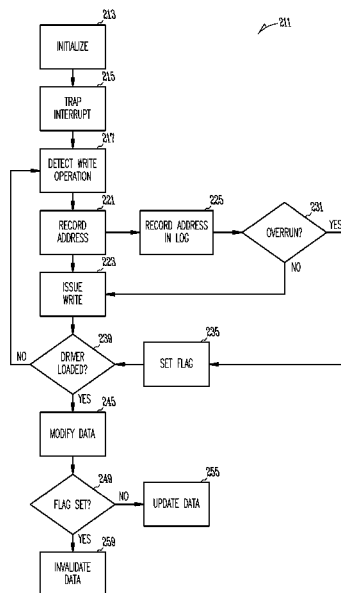 213
INITIALIZE
211
215
TRAP
INTERRUPT
217
DETECT WRITE
OPERATION
221
RECORD
ADDRESS
225
RECORD ADDRESS
IN LOG
231
OVERRUN?
YES
NO
223
ISSUE
WRITE
239
DRIVER
LOADED?
NO
YES
235
SET FLAG
245
MODIFY DATA
249
FLAG SET?
NO
YES
255
UPDATE DATA
259
INVALIDATE
DATA